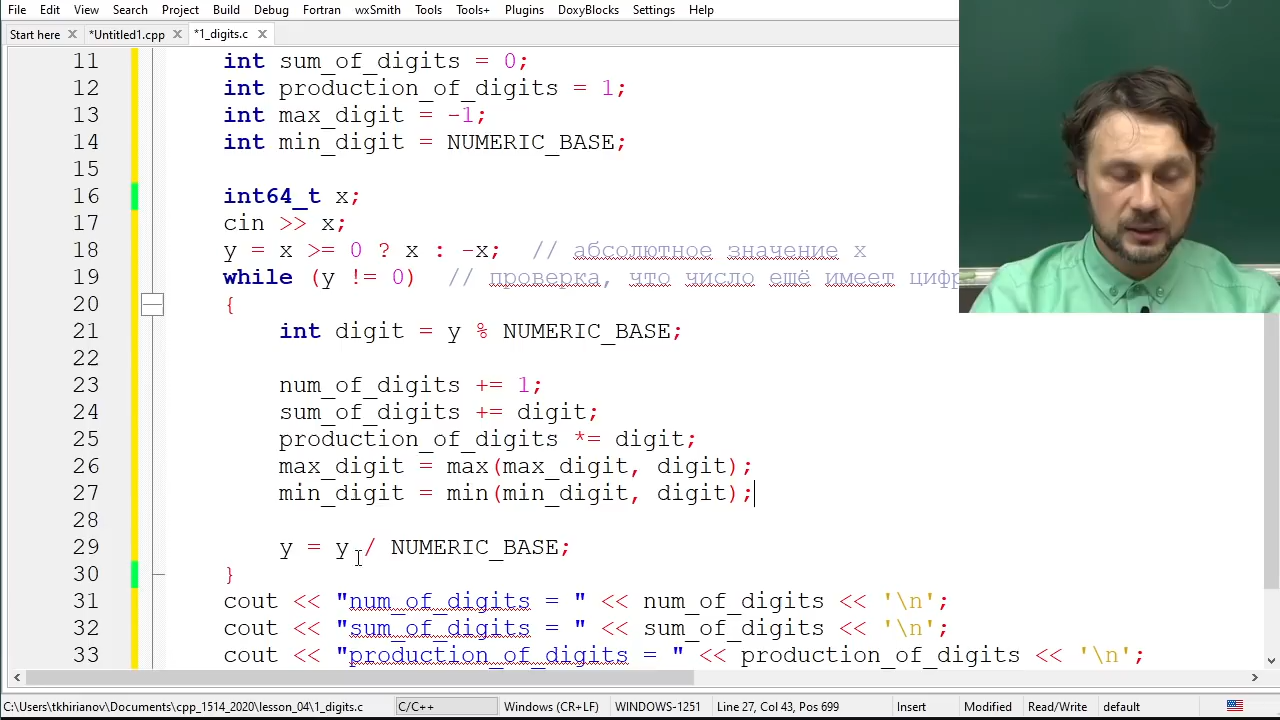 File Edit View Search Project Build Debug Fortran wxSmith Tools Tools+ Plugins DoxyBlocks Settings Help
Start here *Untitled1.cpp *1_digits.c
11 int sum_of_digits = 0;
12 int production_of_digits = 1;
13 int max_digit = -1;
14 int min_digit = NUMERIC_BASE;
15
16 int64_t x;
17 cin >> x;
18 y = x >= 0 ? x : -x; // абсолютное значение x
19 while (y != 0) // проверка, что число ещё имеет цифр
20 {
21 int digit = y % NUMERIC_BASE;
22
23 num_of_digits += 1;
24 sum_of_digits += digit;
25 production_of_digits *= digit;
26 max_digit = max(max_digit, digit);
27 min_digit = min(min_digit, digit);
28
29 y = y / NUMERIC_BASE;
30 }
31 cout << "num_of_digits = " << num_of_digits << '\n';
32 cout << "sum_of_digits = " << sum_of_digits << '\n';
33 cout << "production_of_digits = " << production_of_digits << '\n';
C:\Users\tkhirianov\Documents\cpp_1514_2020\lesson_04\1_digits.c C/C++ Windows (CR+LF) WINDOWS-1251 Line 27, Col 43, Pos 699 Insert Modified Read/Write default